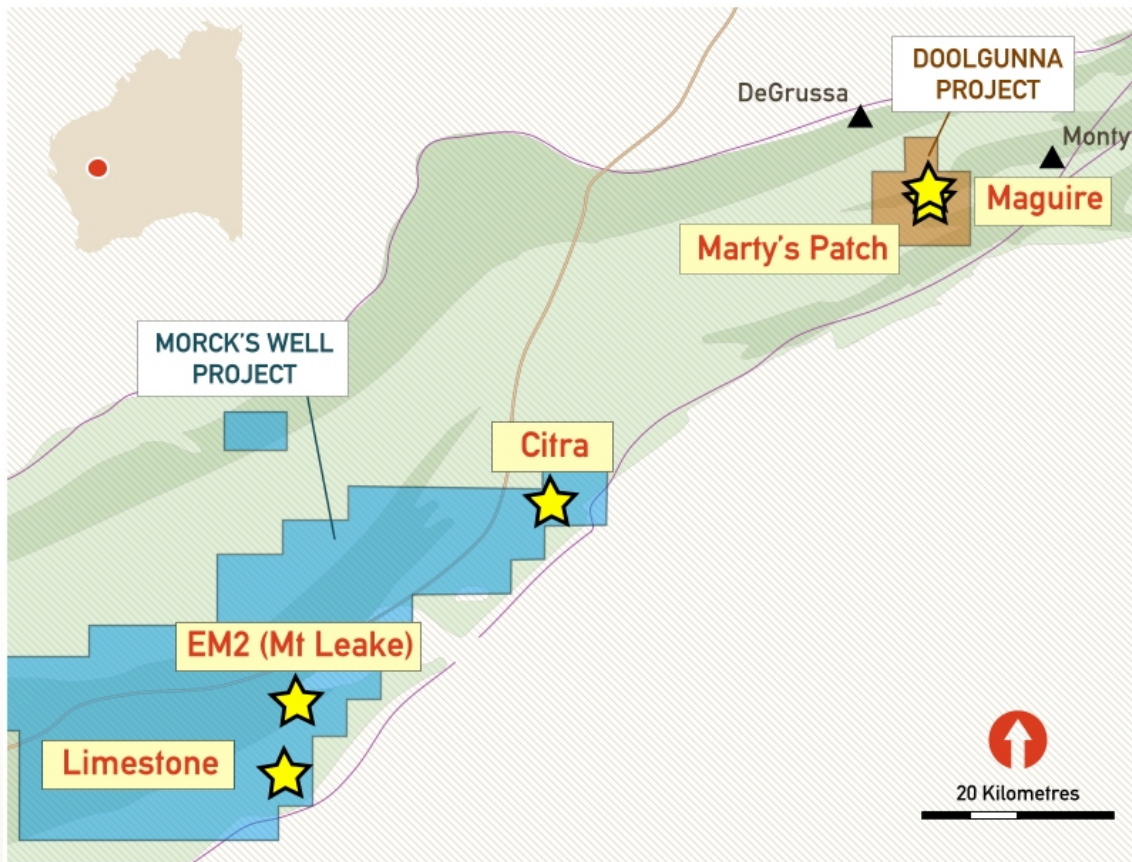 DOOLGUNNA
PROJECT
DeGrussa
Monty
Maguire
Marty's Patch
MORCK'S WELL
PROJECT
Citra
EM2 (Mt Leake)
Limestone
20 Kilometres